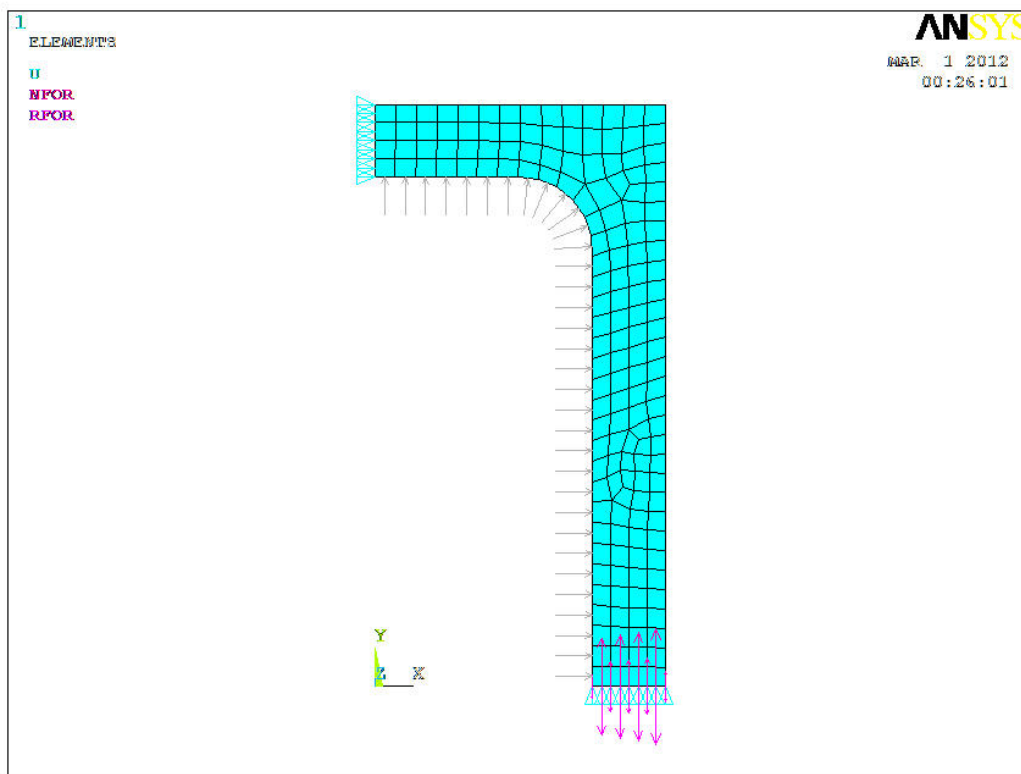 1
ELEMENTS
U
NFOR
RFOR
ANSYS
MAR 1 2012
00:26:01
Y
Z X